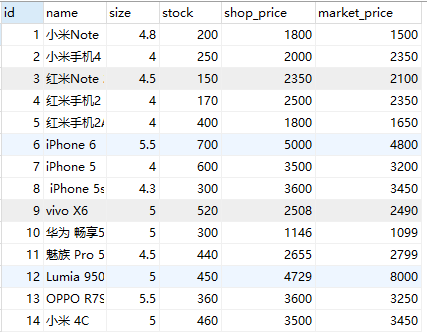 id name size stock shop_price market_price
1 小米Note 4.8 200 1800 1500
2 小米手机4 4 250 2000 2350
3 红米Note 4.5 150 2350 2100
4 红米手机2 4 170 2500 2350
5 红米手机2A 4 400 1800 1650
6 iPhone 6 5.5 700 5000 4800
7 iPhone 5 4 600 3500 3200
8 iPhone 5s 4.3 300 3600 3450
9 vivo X6 5 520 2508 2490
10 华为 畅享5 5 300 1146 1099
11 魅族 Pro 5 4.5 440 2655 2799
12 Lumia 950 5 450 4729 8000
13 OPPO R7S 5.5 360 3600 3250
14 小米 4C 5 460 3500 3450